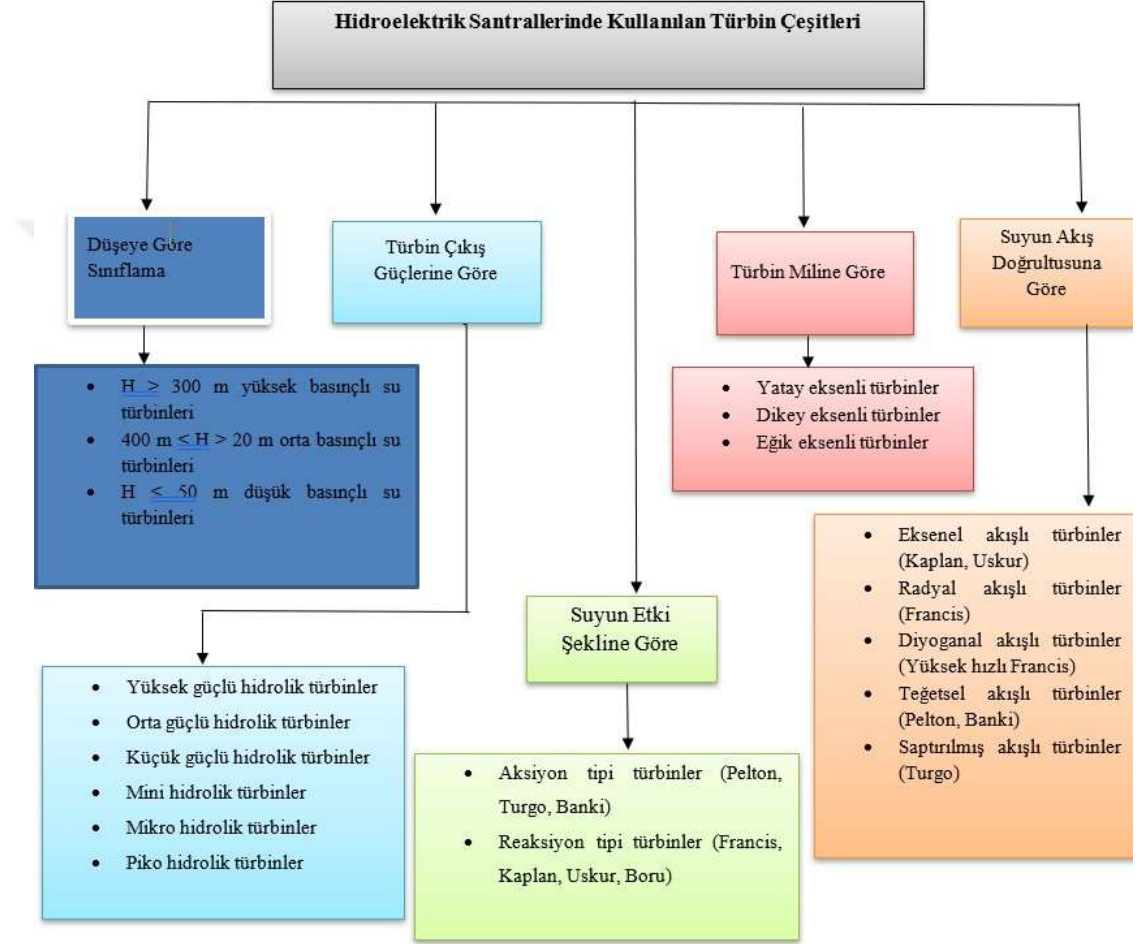 Hidroelektrik Santrallerinde Kullanılan Türbin Çeşitleri
Düşeye Göre
Sınıflama
Türbin Çıkış
Güçlerine Göre
Türbin Miline Göre
Suyun Akış
Doğrultusuna
Göre
• H ≥ 300 m yüksek basınçlı su
türbinleri
• 400 m ≤ H > 20 m orta basınçlı su
türbinleri
• H ≤ 50 m düşük basınçlı su
türbinleri
• Yatay eksenli türbinler
• Dikey eksenli türbinler
• Eğik eksenli türbinler
• Eksenel akışlı türbinler
(Kaplan, Uskur)
• Radyal akışlı türbinler
(Francis)
• Diyoganal akışlı türbinler
(Yüksek hızlı Francis)
• Teğetsel akışlı türbinler
(Pelton, Banki)
• Saptırılmış akışlı türbinler
(Turgo)
Suyun Etki
Şekline Göre
• Yüksek güçlü hidrolik türbinler
• Orta güçlü hidrolik türbinler
• Küçük güçlü hidrolik türbinler
• Mini hidrolik türbinler
• Mikro hidrolik türbinler
• Piko hidrolik türbinler
• Aksiyon tipi türbinler (Pelton,
Turgo, Banki)
• Reaksiyon tipi türbinler (Francis,
Kaplan, Uskur, Boru)